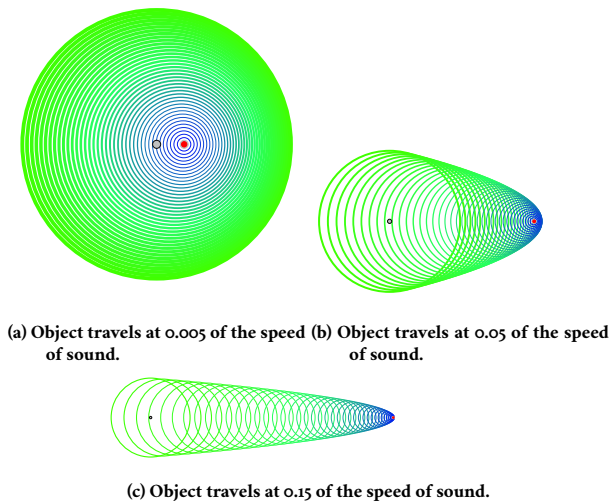 (a) Object travels at 0.005 of the speed
of sound.
(b) Object travels at 0.05 of the speed
of sound.
(c) Object travels at 0.15 of the speed of sound.